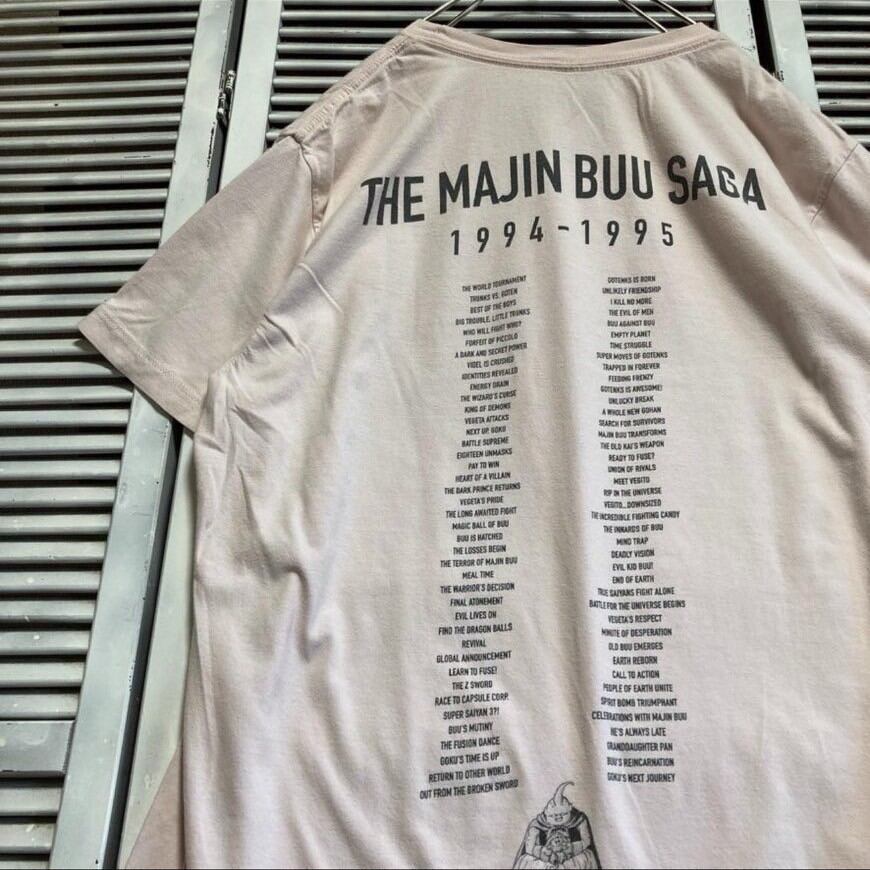 THE MAJIN BUU SAGA
1994-1995
THE WORLD TOURNAMENT
TRUNKS VS. GOTEN
BEST OF THE BOYS
BIG TROUBLE, LITTLE TRUNKS
WHO WILL FIGHT WHO?
FORFEIT OF PICCOLO
A DARK AND SECRET POWER
VIDEL IS CRUSHED
IDENTITIES REVEALED
ENERGY DRAIN
THE WIZARD'S CURSE
KING OF DEMONS
VEGETA ATTACKS
NEXT UP, GOKU
BATTLE SUPREME
EIGHTEEN UNMASKS
PAY TO WIN
HEART OF A VILLAIN
THE DARK PRINCE RETURNS
VEGETA'S PRIDE
THE LONG AWAITED FIGHT
MAGIC BALL OF BUU
BUU IS HATCHED
THE LOSSES BEGIN
THE TERROR OF MAJIN BUU
MEAL TIME
THE WARRIOR'S DECISION
FINAL ATONEMENT
EVIL LIVES ON
FIND THE DRAGON BALLS
REVIVAL
GLOBAL ANNOUNCEMENT
LEARN TO FUSE!
THE Z SWORD
RACE TO CAPSULE CORP.
SUPER SAIYAN 3?!
BUU'S MUTINY
THE FUSION DANCE
GOKU'S TIME IS UP
RETURN TO OTHER WORLD
OUT FROM THE BROKEN SWORD
GOTENKS IS BORN
UNLIKELY FRIENDSHIP
I KILL NO MORE
THE EVIL OF MEN
BUU AGAINST BUU
EMPTY PLANET
TIME STRUGGLE
SUPER MOVES OF GOTENKS
TRAPPED IN FOREVER
FEEDING FRENZY
GOTENKS IS AWESOME!
UNLUCKY BREAK
A WHOLE NEW GOHAN
SEARCH FOR SURVIVORS
MAJIN BUU TRANSFORMS
THE OLD KAI'S WEAPON
READY TO FUSE?
UNION OF RIVALS
MEET VEGITO
RIP IN THE UNIVERSE
VEGITO...DOWNSIZED
THE INCREDIBLE FIGHTING CANDY
THE INNARDS OF BUU
MIND TRAP
DEADLY VISION
EVIL KID BUU!
END OF EARTH
TRUE SAIYANS FIGHT ALONE
BATTLE FOR THE UNIVERSE BEGINS
VEGETA'S RESPECT
MINUTE OF DESPERATION
OLD BUU EMERGES
EARTH REBORN
CALL TO ACTION
PEOPLE OF EARTH UNITE
SPIRIT BOMB TRIUMPHANT
CELEBRATIONS WITH MAJIN BUU
HE'S ALWAYS LATE
GRANDDAUGHTER PAN
BUU'S REINCARNATION
GOKU'S NEXT JOURNEY